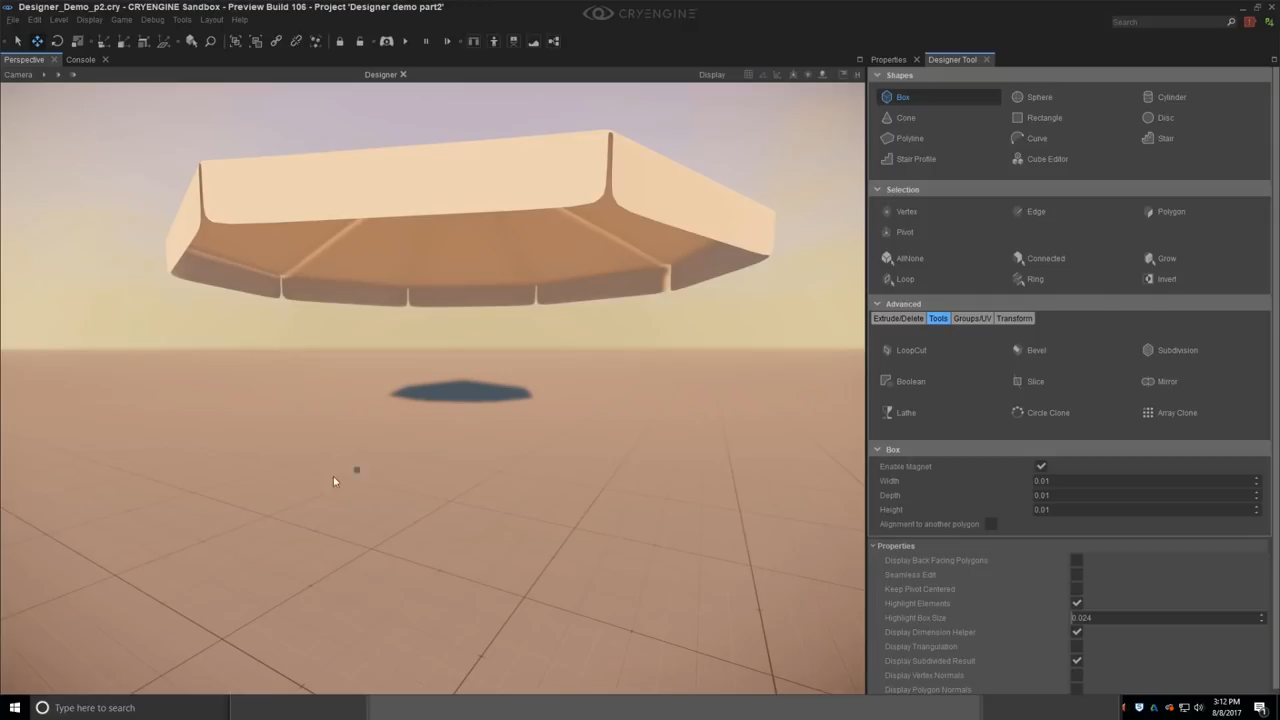 Designer_Demo_p2.cry - CRYENGINE Sandbox - Preview Build 106 - Project 'Designer demo part2'
CRYENGINE
File Edit Level Display Game Debug Tools Layout Help
Search
Perspective Console
Properties Designer Tool
Camera
Designer
Display
Shapes
Box Sphere Cylinder
Cone Rectangle Disc
Polyline Curve Stair
Stair Profile Cube Editor
Selection
Vertex Edge Polygon
Pivot
AllNone Connected Grow
Loop Ring Invert
Advanced
Extrude/Delete Tools Groups/UV Transform
LoopCut Bevel Subdivision
Boolean Slice Mirror
Lathe Circle Clone Array Clone
Box
Enable Magnet
Width 0.01
Depth 0.01
Height 0.01
Alignment to another polygon
Properties
Display Back Facing Polygons
Seamless Edit
Keep Pivot Centered
Highlight Elements
Highlight Box Size 0.024
Display Dimension Helper
Display Triangulation
Display Subdivided Result
Display Vertex Normals
Display Polygon Normals
Type here to search
3:12 PM
8/8/2017